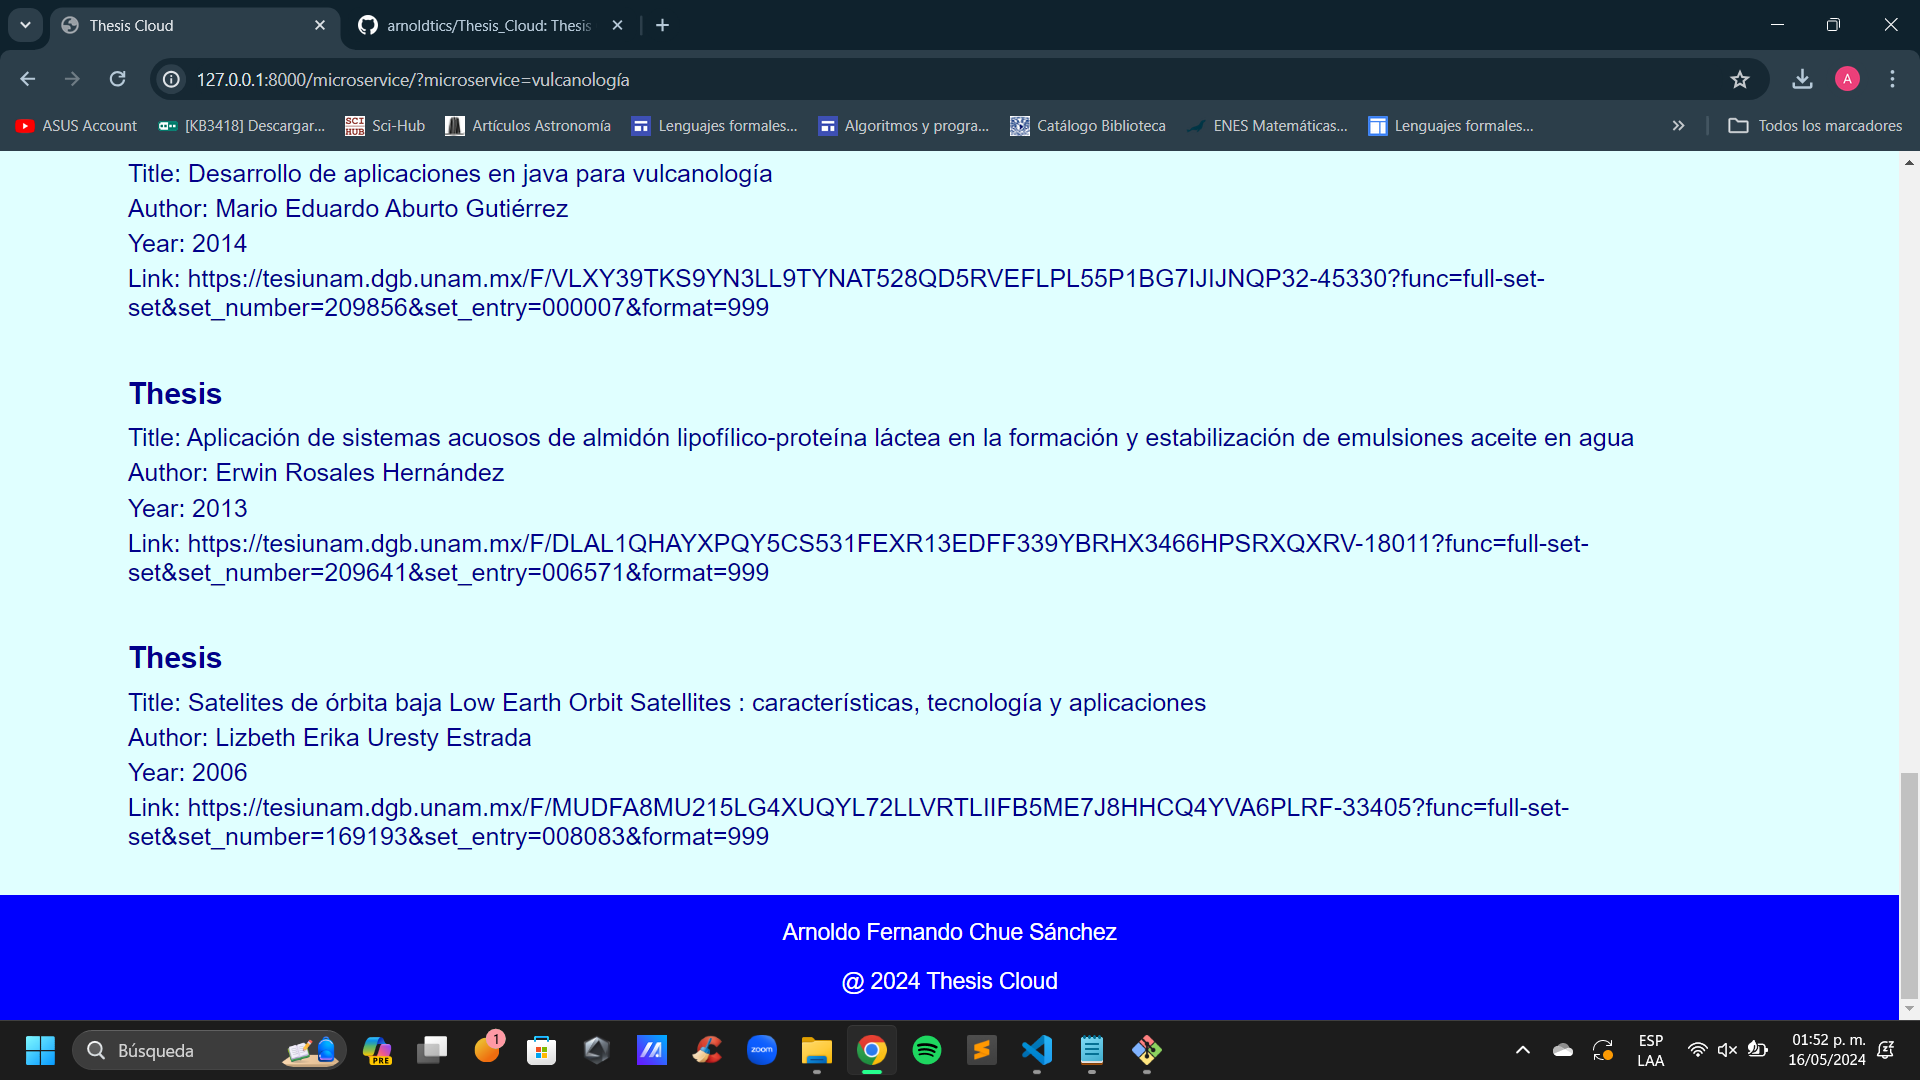 Thesis Cloud
arnoldtics/Thesis_Cloud: Thesis
127.0.0.1:8000/microservice/?microservice=vulcanología
A
ASUS Account
[KB3418] Descargar...
SCI HUB
Sci-Hub
Artículos Astronomía
Lenguajes formales...
Algoritmos y progra...
Catálogo Biblioteca
ENES Matemáticas...
Lenguajes formales...
Todos los marcadores
Title: Desarrollo de aplicaciones en java para vulcanología
Author: Mario Eduardo Aburto Gutiérrez
Year: 2014
Link: https://tesiunam.dgb.unam.mx/F/VLXY39TKS9YN3LL9TYNAT528QD5RVEFLPL55P1BG7IJIJNQP32-45330?func=full-set-
set&set_number=209856&set_entry=000007&format=999
Thesis
Title: Aplicación de sistemas acuosos de almidón lipofílico-proteína láctea en la formación y estabilización de emulsiones aceite en agua
Author: Erwin Rosales Hernández
Year: 2013
Link: https://tesiunam.dgb.unam.mx/F/DLAL1QHAYXPQY5CS531FEXR13EDFF339YBRHX3466HPSRXQXRV-18011?func=full-set-
set&set_number=209641&set_entry=006571&format=999
Thesis
Title: Satelites de órbita baja Low Earth Orbit Satellites : características, tecnología y aplicaciones
Author: Lizbeth Erika Uresty Estrada
Year: 2006
Link: https://tesiunam.dgb.unam.mx/F/MUDFA8MU215LG4XUQYL72LLVRTLIIFB5ME7J8HHCQ4YVA6PLRF-33405?func=full-set-
set&set_number=169193&set_entry=008083&format=999
Arnoldo Fernando Chue Sánchez
@ 2024 Thesis Cloud
Búsqueda
PRE
1
zoom
ESP
LAA
01:52 p. m.
16/05/2024